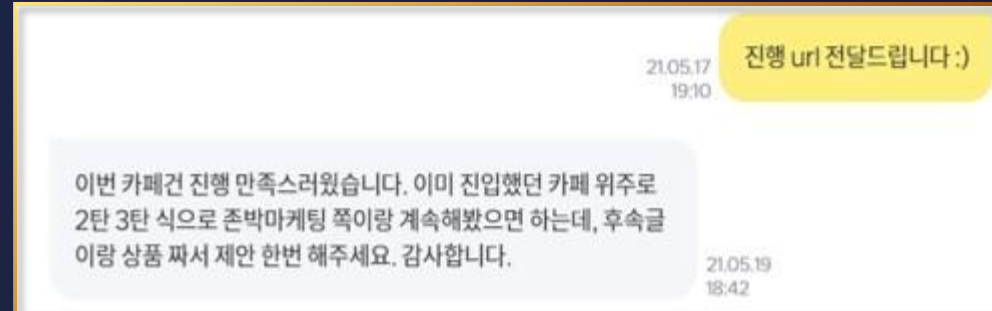 진행 url 전달드립니다 :)
21.05.17
19:10
이번 카페건 진행 만족스러웠습니다. 이미 진입했던 카페 위주로
2탄 3탄 식으로 존박마케팅 쪽이랑 계속해봤으면 하는데, 후속글
이랑 상품 짜서 제안 한번 해주세요. 감사합니다.
21.05.19
18:42